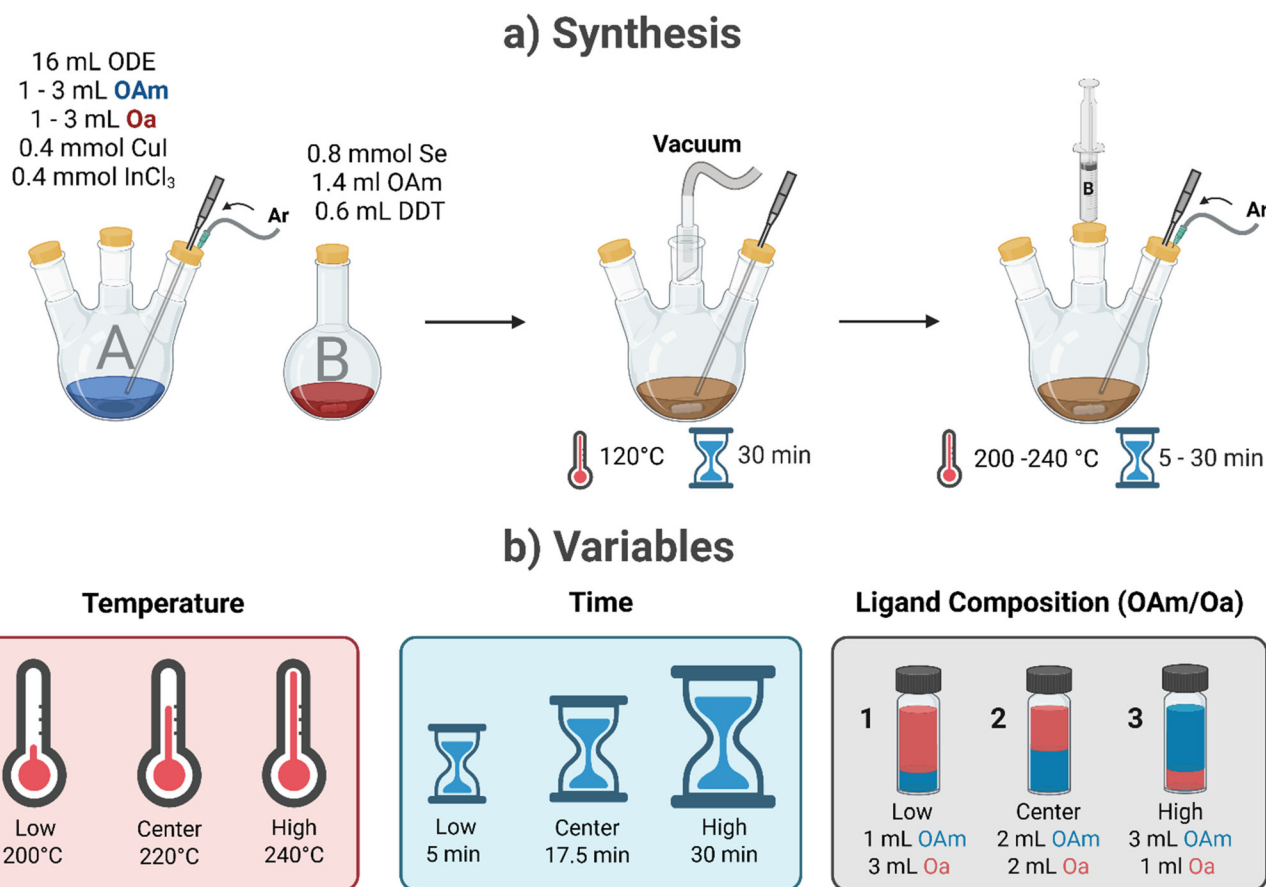 a) Synthesis
16 mL ODE
1 - 3 mL OAm
1 - 3 mL Oa
0.4 mmol CuI
0.4 mmol InCl₃
Ar
A
0.8 mmol Se
1.4 ml OAm
0.6 mL DDT
B
Vacuum
120°C
30 min
B
Ar
200 -240 °C
5 - 30 min
b) Variables
Temperature
Low
200°C
Center
220°C
High
240°C
Time
Low
5 min
Center
17.5 min
High
30 min
Ligand Composition (OAm/Oa)
1
Low
1 mL OAm
3 mL Oa
2
Center
2 mL OAm
2 mL Oa
3
High
3 mL OAm
1 ml Oa